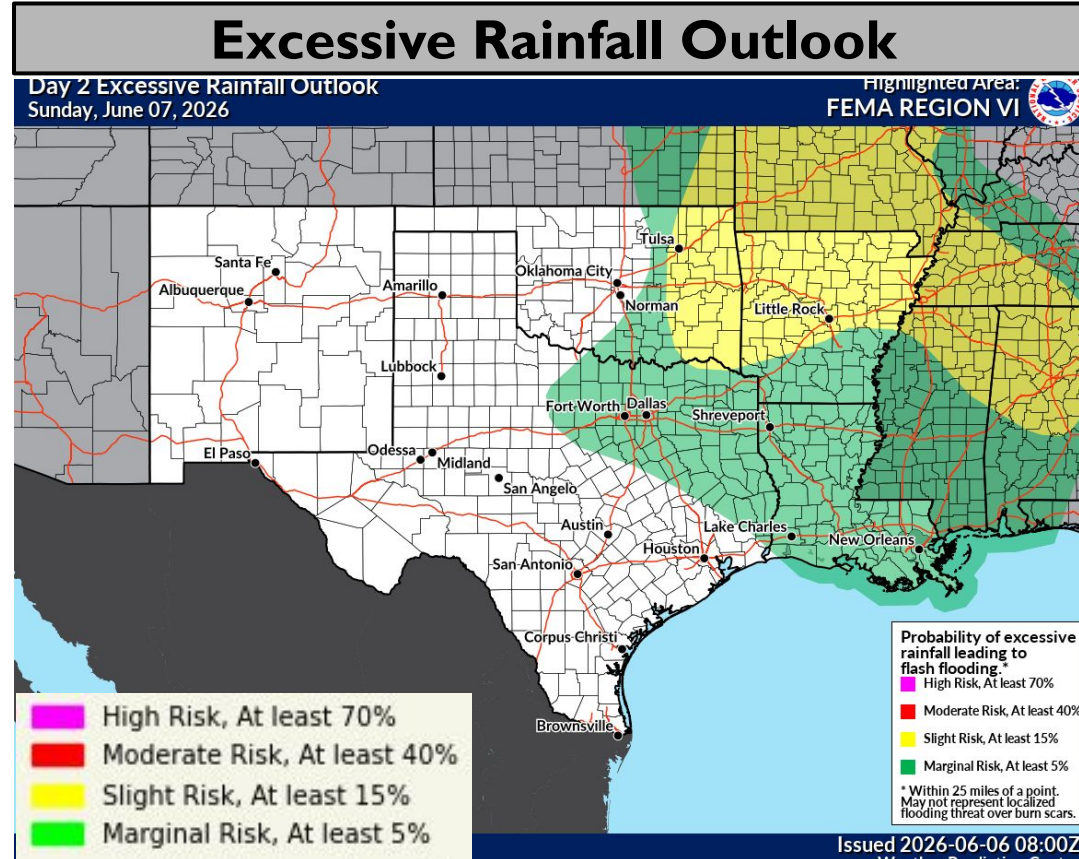 Excessive Rainfall Outlook
Day 2 Excessive Rainfall Outlook
Sunday, June 07, 2026
Highlighted Area:
FEMA REGION VI
Tulsa
Santa Fe
Oklahoma City
Albuquerque
Amarillo
Norman
Little Rock
Lubbock
Fort Worth
Dallas
Shreveport
El Paso
Odessa
Midland
San Angelo
Austin
Lake Charles
New Orleans
Houston
San Antonio
Corpus Christi
Brownsville
Probability of excessive
rainfall leading to
flash flooding.*
High Risk, At least 70%
Moderate Risk, At least 40%
Slight Risk, At least 15%
Marginal Risk, At least 5%
* Within 25 miles of a point.
May not represent localized
flooding threat over burn scars.
High Risk, At least 70%
Moderate Risk, At least 40%
Slight Risk, At least 15%
Marginal Risk, At least 5%
Issued 2026-06-06 08:00Z
Weather Prediction Center